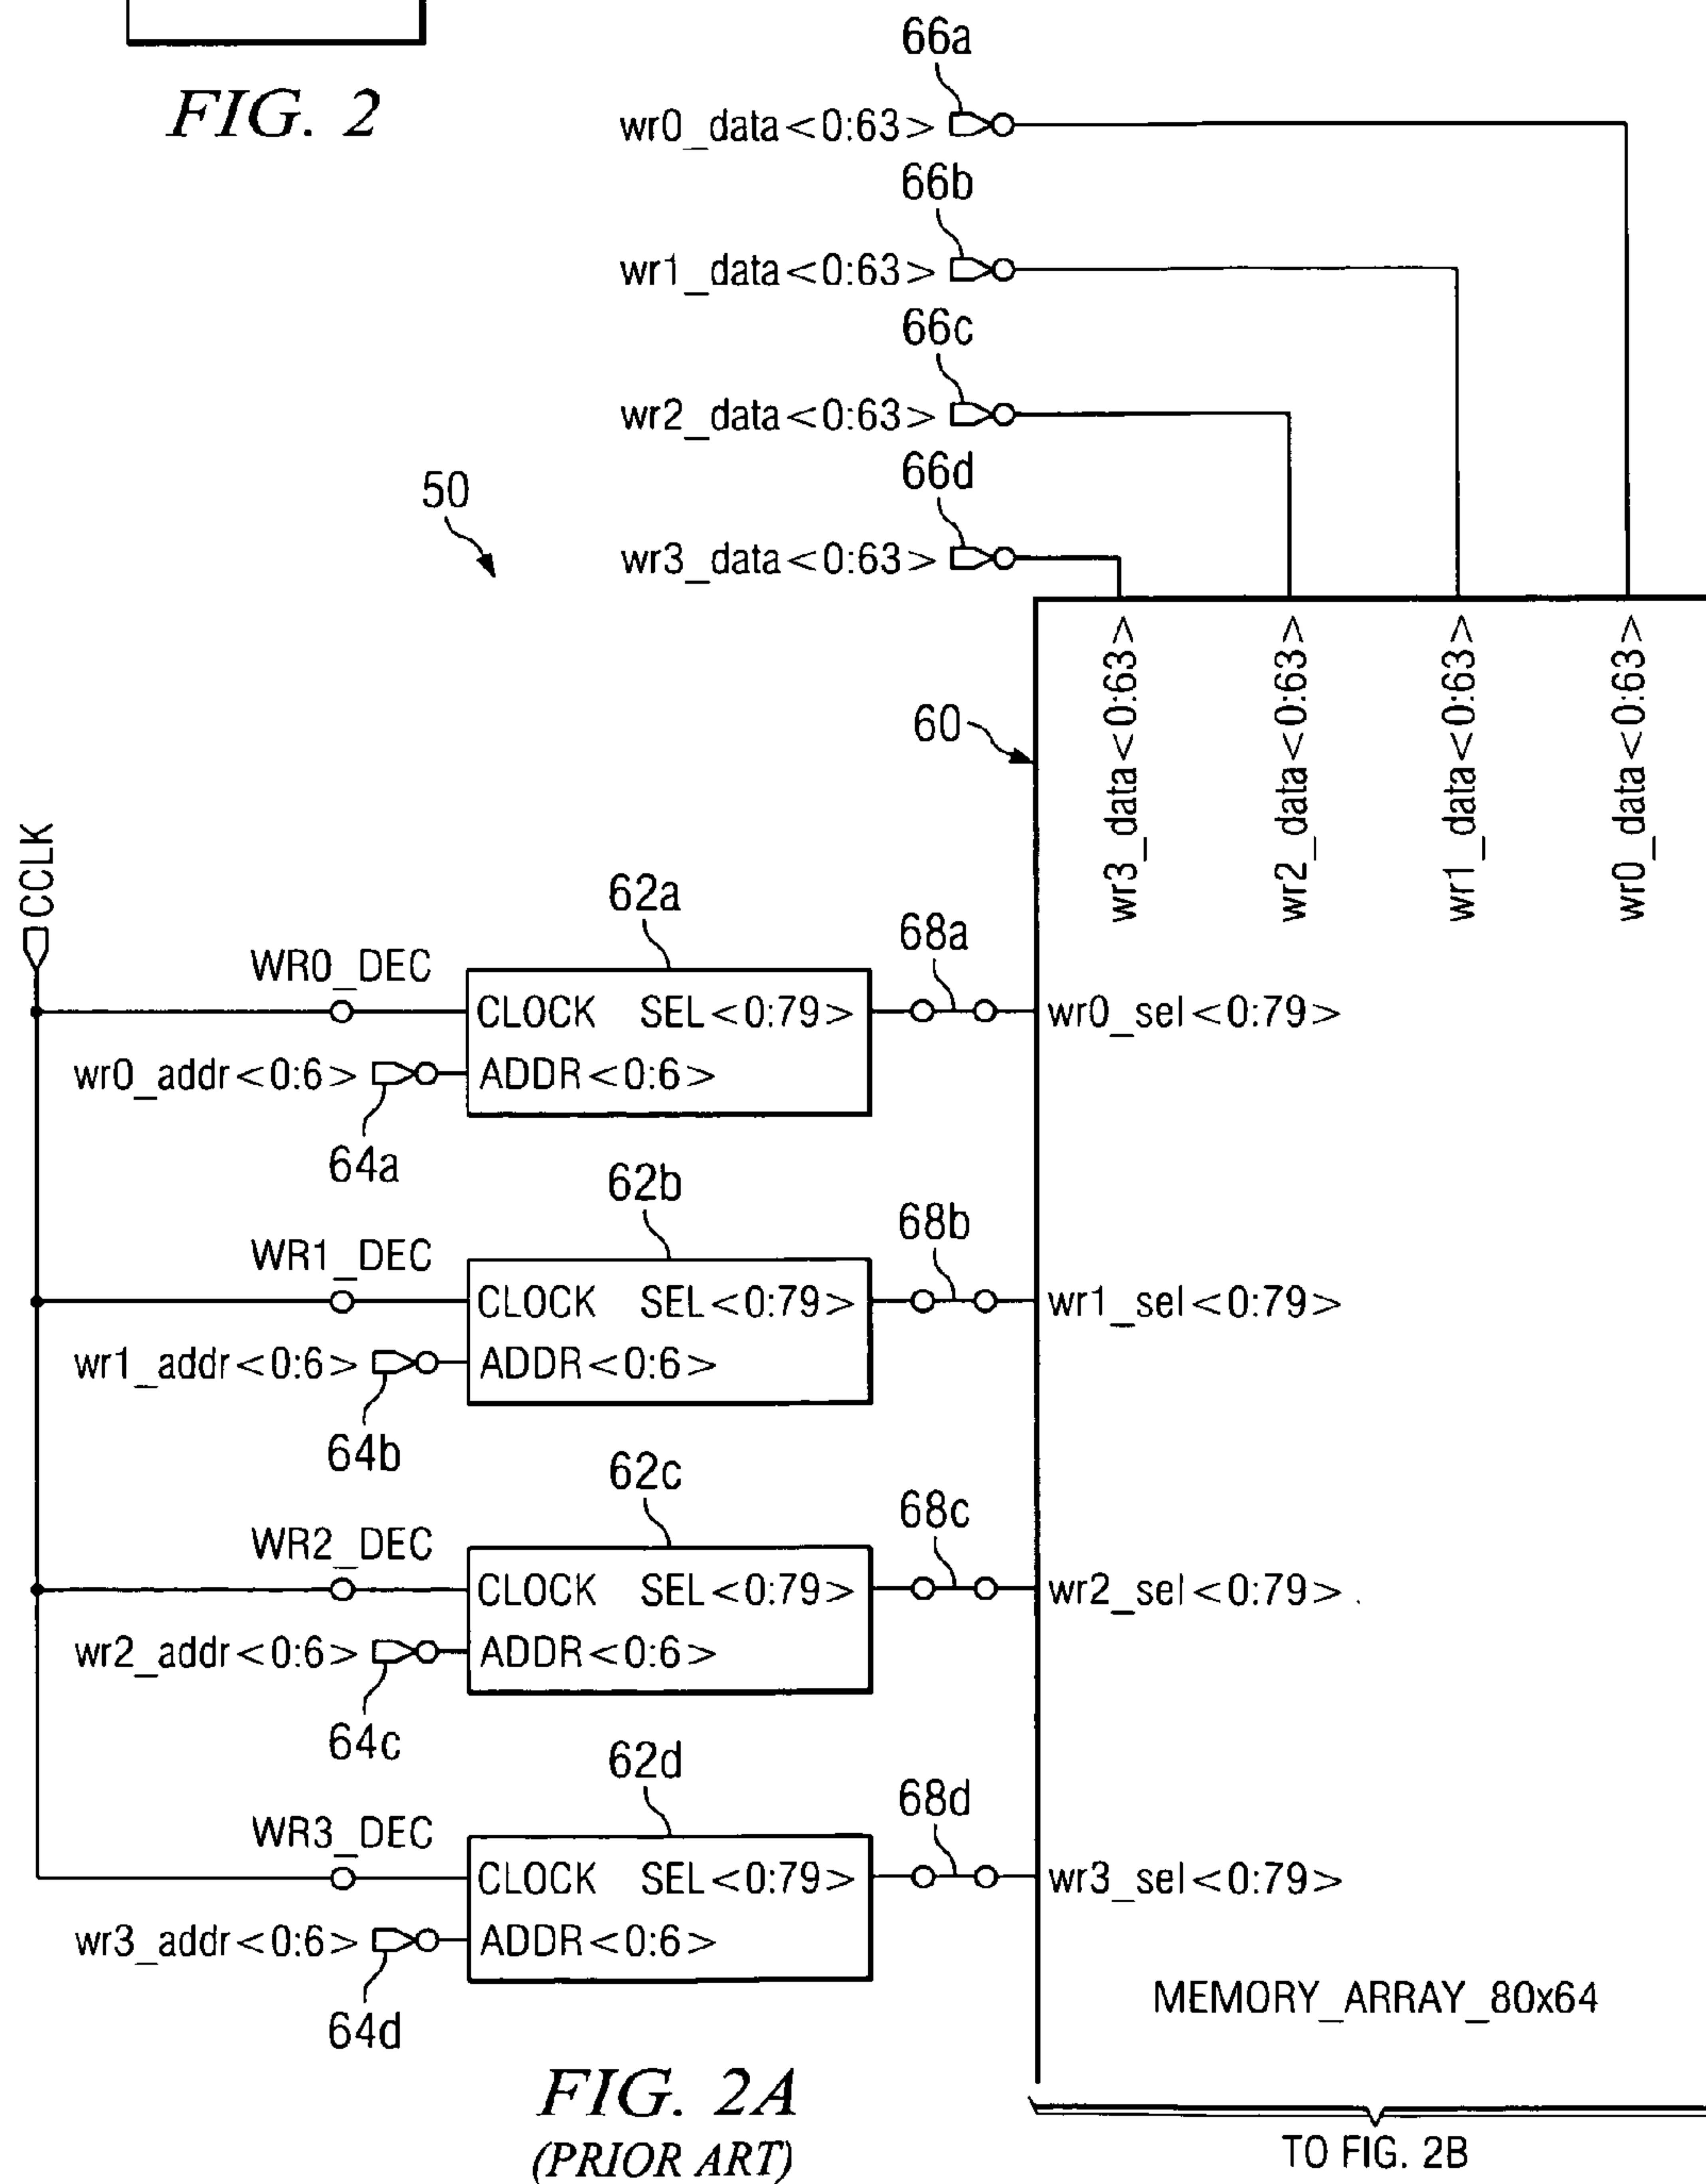 FIG. 2
66a
wr0_data<0:63>
66b
wr1_data<0:63>
66c
wr2_data<0:63>
66d
wr3_data<0:63>
50
60
wr3_data<0:63>
wr2_data<0:63>
wr1_data<0:63>
wr0_data<0:63>
CCLK
62a
68a
WR0_DEC
CLOCK SEL<0:79>
wr0_sel<0:79>
wr0_addr<0:6>
ADDR<0:6>
64a
62b
68b
WR1_DEC
CLOCK SEL<0:79>
wr1_sel<0:79>
wr1_addr<0:6>
ADDR<0:6>
64b
62c
68c
WR2_DEC
CLOCK SEL<0:79>
wr2_sel<0:79>
wr2_addr<0:6>
ADDR<0:6>
64c
62d
68d
WR3_DEC
CLOCK SEL<0:79>
wr3_sel<0:79>
wr3_addr<0:6>
ADDR<0:6>
64d
MEMORY_ARRAY_80x64
FIG. 2A
(PRIOR ART)
TO FIG. 2B